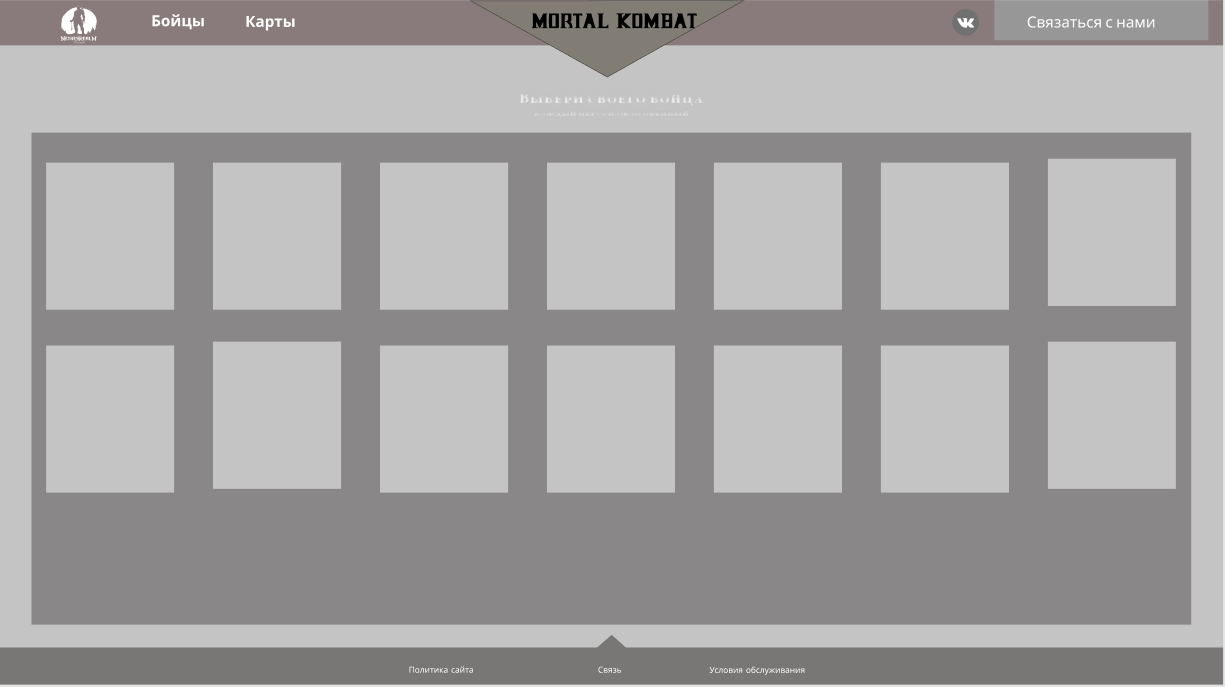 Бойцы
Карты
MORTAL KOMBAT
Связаться с нами
Выбери своего бойца
Политика сайта
Связь
Условия обслуживания